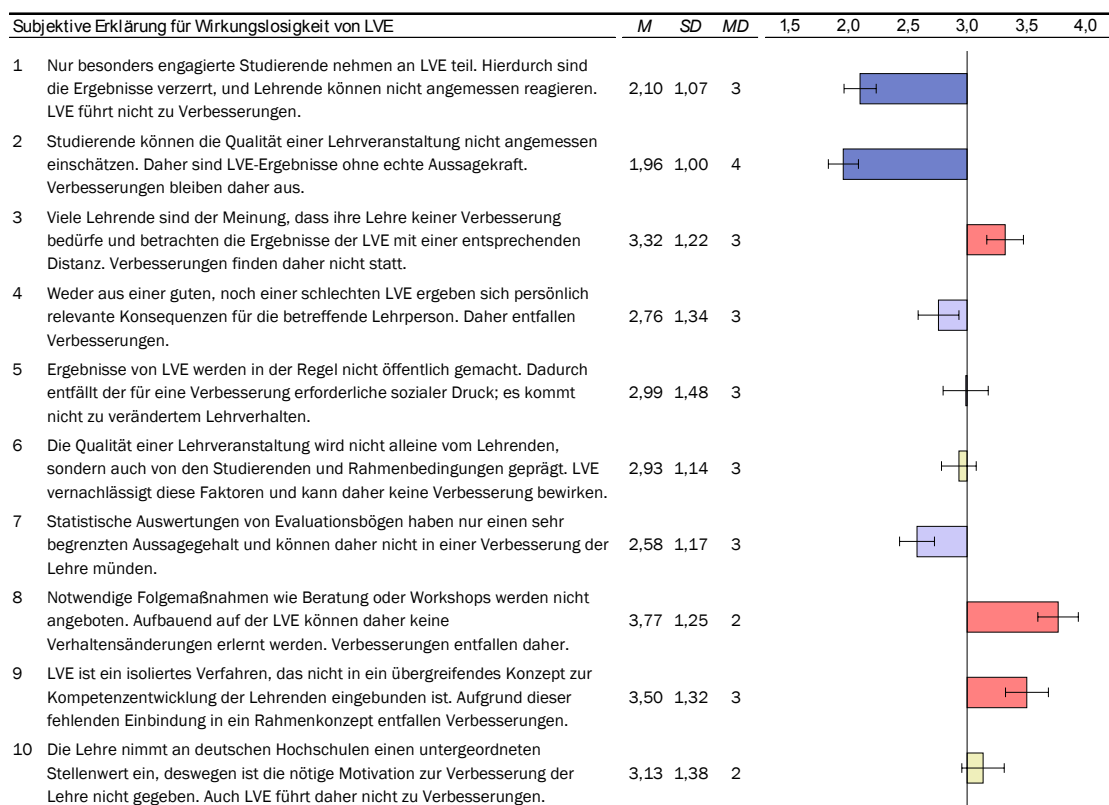 Subjektive Erklärung für Wirkungslosigkeit von LVE M SD MD 1,5 2,0 2,5 3,0 3,5 4,0
1 Nur besonders engagierte Studierende nehmen an LVE teil. Hierdurch sind
die Ergebnisse verzerrt, und Lehrende können nicht angemessen reagieren. 2,10 1,07 3
LVE führt nicht zu Verbesserungen.
2 Studierende können die Qualität einer Lehrveranstaltung nicht angemessen
einschätzen. Daher sind LVE-Ergebnisse ohne echte Aussagekraft. 1,96 1,00 4
Verbesserungen bleiben daher aus.
3 Viele Lehrende sind der Meinung, dass ihre Lehre keiner Verbesserung
bedürfe und betrachten die Ergebnisse der LVE mit einer entsprechenden 3,32 1,22 3
Distanz. Verbesserungen finden daher nicht statt.
4 Weder aus einer guten, noch einer schlechten LVE ergeben sich persönlich
relevante Konsequenzen für die betreffende Lehrperson. Daher entfallen 2,76 1,34 3
Verbesserungen.
5 Ergebnisse von LVE werden in der Regel nicht öffentlich gemacht. Dadurch
entfällt der für eine Verbesserung erforderliche sozialer Druck; es kommt 2,99 1,48 3
nicht zu verändertem Lehrverhalten.
6 Die Qualität einer Lehrveranstaltung wird nicht alleine vom Lehrenden,
sondern auch von den Studierenden und Rahmenbedingungen geprägt. LVE 2,93 1,14 3
vernachlässigt diese Faktoren und kann daher keine Verbesserung bewirken.
7 Statistische Auswertungen von Evaluationsbögen haben nur einen sehr
begrenzten Aussagegehalt und können daher nicht in einer Verbesserung der 2,58 1,17 3
Lehre münden.
8 Notwendige Folgemaßnahmen wie Beratung oder Workshops werden nicht
angeboten. Aufbauend auf der LVE können daher keine 3,77 1,25 2
Verhaltensänderungen erlernt werden. Verbesserungen entfallen daher.
9 LVE ist ein isoliertes Verfahren, das nicht in ein übergreifendes Konzept zur
Kompetenzentwicklung der Lehrenden eingebunden ist. Aufgrund dieser 3,50 1,32 3
fehlenden Einbindung in ein Rahmenkonzept entfallen Verbesserungen.
10 Die Lehre nimmt an deutschen Hochschulen einen untergeordneten
Stellenwert ein, deswegen ist die nötige Motivation zur Verbesserung der 3,13 1,38 2
Lehre nicht gegeben. Auch LVE führt daher nicht zu Verbesserungen.